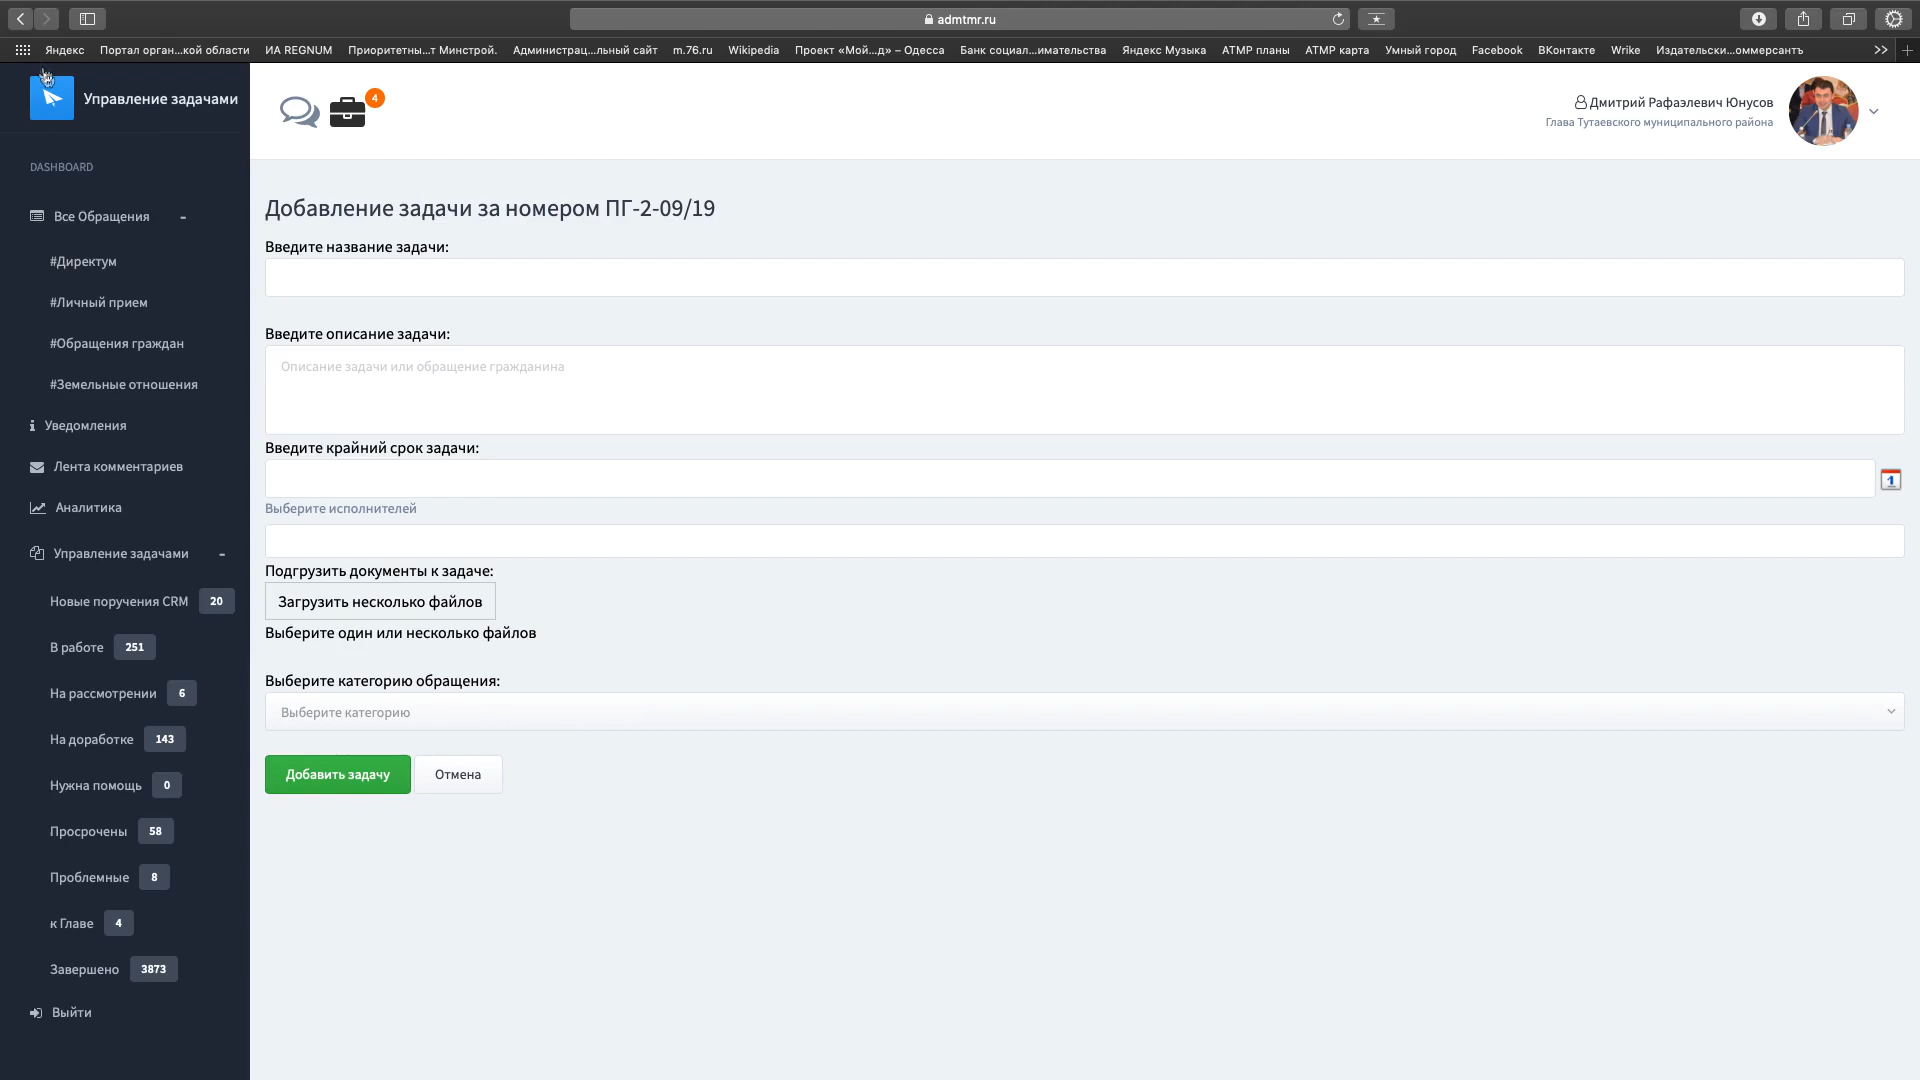 admtmr.ru
Яндекс Портал орган...кой области ИА REGNUM Приоритетны...т Минстрой. Администрац...льный сайт m.76.ru Wikipedia Проект «Мой...д» – Одесса Банк социал...имательства Яндекс Музыка АТМР планы АТМР карта Умный город Facebook ВКонтакте Wrike Издательски...оммерсантъ
Управление задачами
4
Дмитрий Рафаэлевич Юнусов
Глава Тутаевского муниципального района
DASHBOARD
Все Обращения -
#Директум
#Личный прием
#Обращения граждан
#Земельные отношения
Уведомления
Лента комментариев
Аналитика
Управление задачами -
Новые поручения CRM 20
В работе 251
На рассмотрении 6
На доработке 143
Нужна помощь 0
Просрочены 58
Проблемные 8
к Главе 4
Завершено 3873
Выйти
Добавление задачи за номером ПГ-2-09/19
Введите название задачи:
Введите описание задачи:
Описание задачи или обращение гражданина
Введите крайний срок задачи:
1
Выберите исполнителей
Подгрузить документы к задаче:
Загрузить несколько файлов
Выберите один или несколько файлов
Выберите категорию обращения:
Выберите категорию
Добавить задачу Отмена